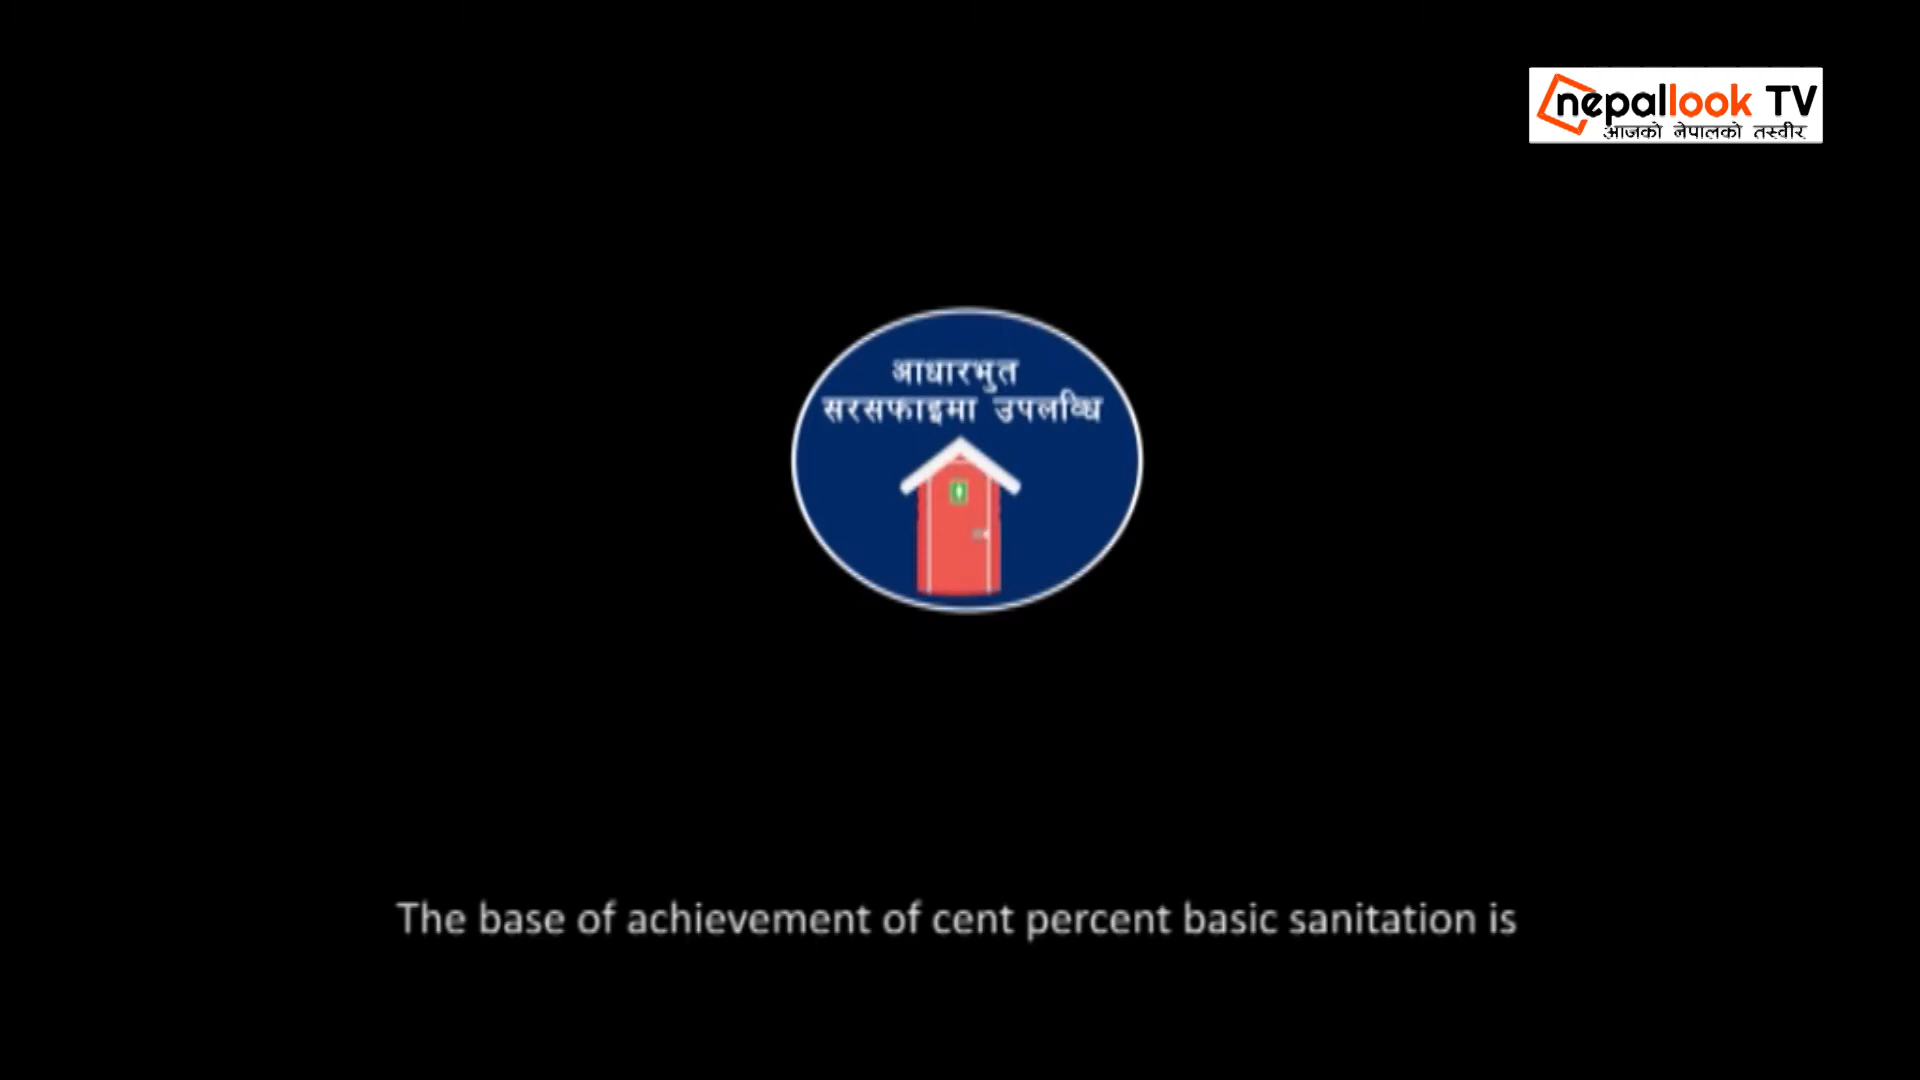 nepallook TV
आजको नेपालको तस्वीर
आधारभुत
सरसफाइमा उपलब्धि
The base of achievement of cent percent basic sanitation is